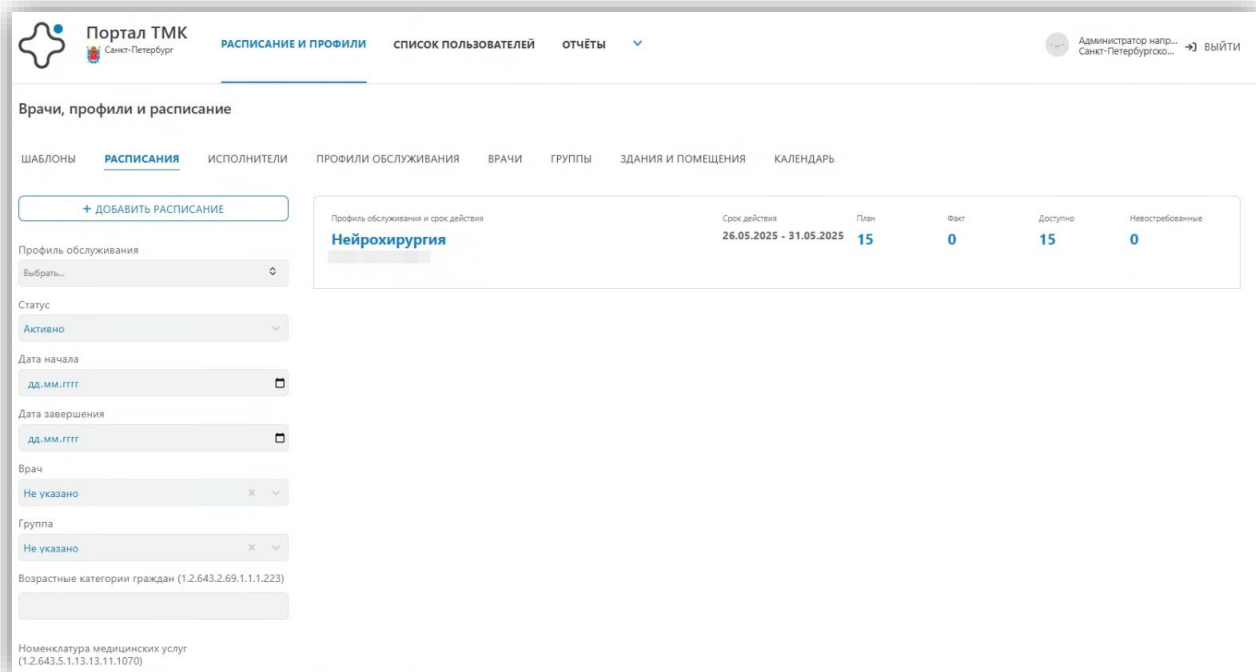 Портал ТМК
Санкт-Петербург
РАСПИСАНИЕ И ПРОФИЛИ СПИСОК ПОЛЬЗОВАТЕЛЕЙ ОТЧЁТЫ
Администратор напр...
Санкт-Петербургско...
ВЫЙТИ
Врачи, профили и расписание
ШАБЛОНЫ РАСПИСАНИЯ ИСПОЛНИТЕЛИ ПРОФИЛИ ОБСЛУЖИВАНИЯ ВРАЧИ ГРУППЫ ЗДАНИЯ И ПОМЕЩЕНИЯ КАЛЕНДАРЬ
+ ДОБАВИТЬ РАСПИСАНИЕ
Профиль обслуживания
Выбрать...
Статус
Активно
Дата начала
дд.мм.гггг
Дата завершения
дд.мм.гггг
Врач
Не указано
Группа
Не указано
Возрастные категории граждан (1.2.643.2.69.1.1.1.223)
Номенклатура медицинских услуг
(1.2.643.5.1.13.13.11.1070)
Профиль обслуживания и срок действия Срок действия План Факт Доступно Невостребованные
Нейрохирургия 26.05.2025 - 31.05.2025 15 0 15 0